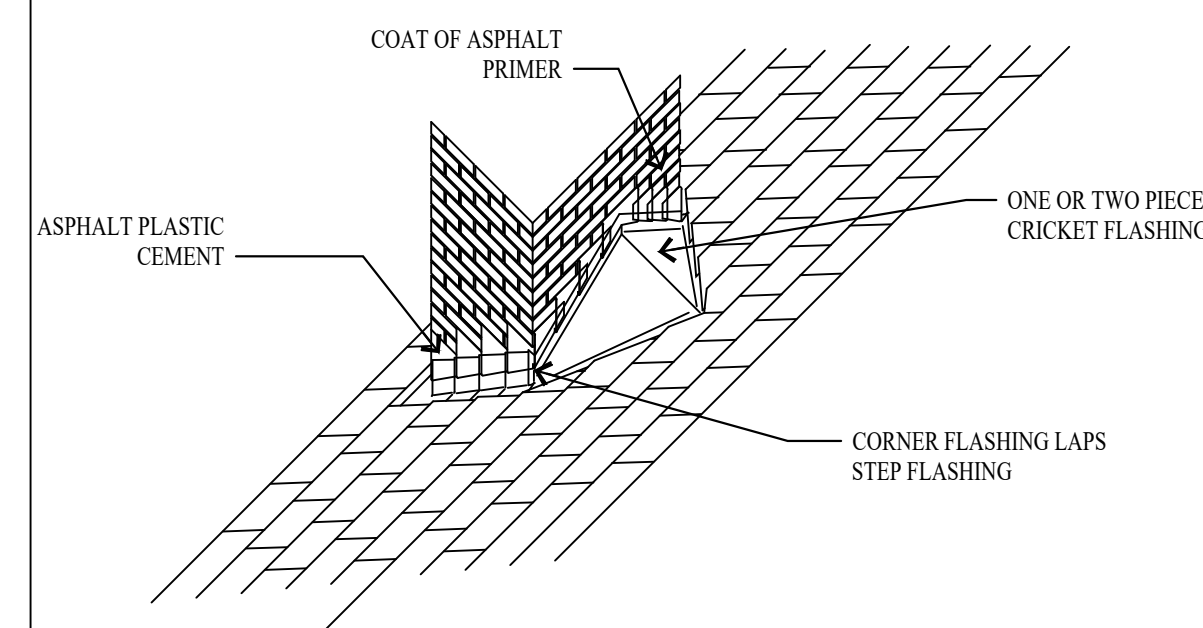 COAT OF ASPHALT
PRIMER
ONE OR TWO PIECE
CRICKET FLASHING
ASPHALT PLASTIC
CEMENT
CORNER FLASHING LAPS
STEP FLASHING